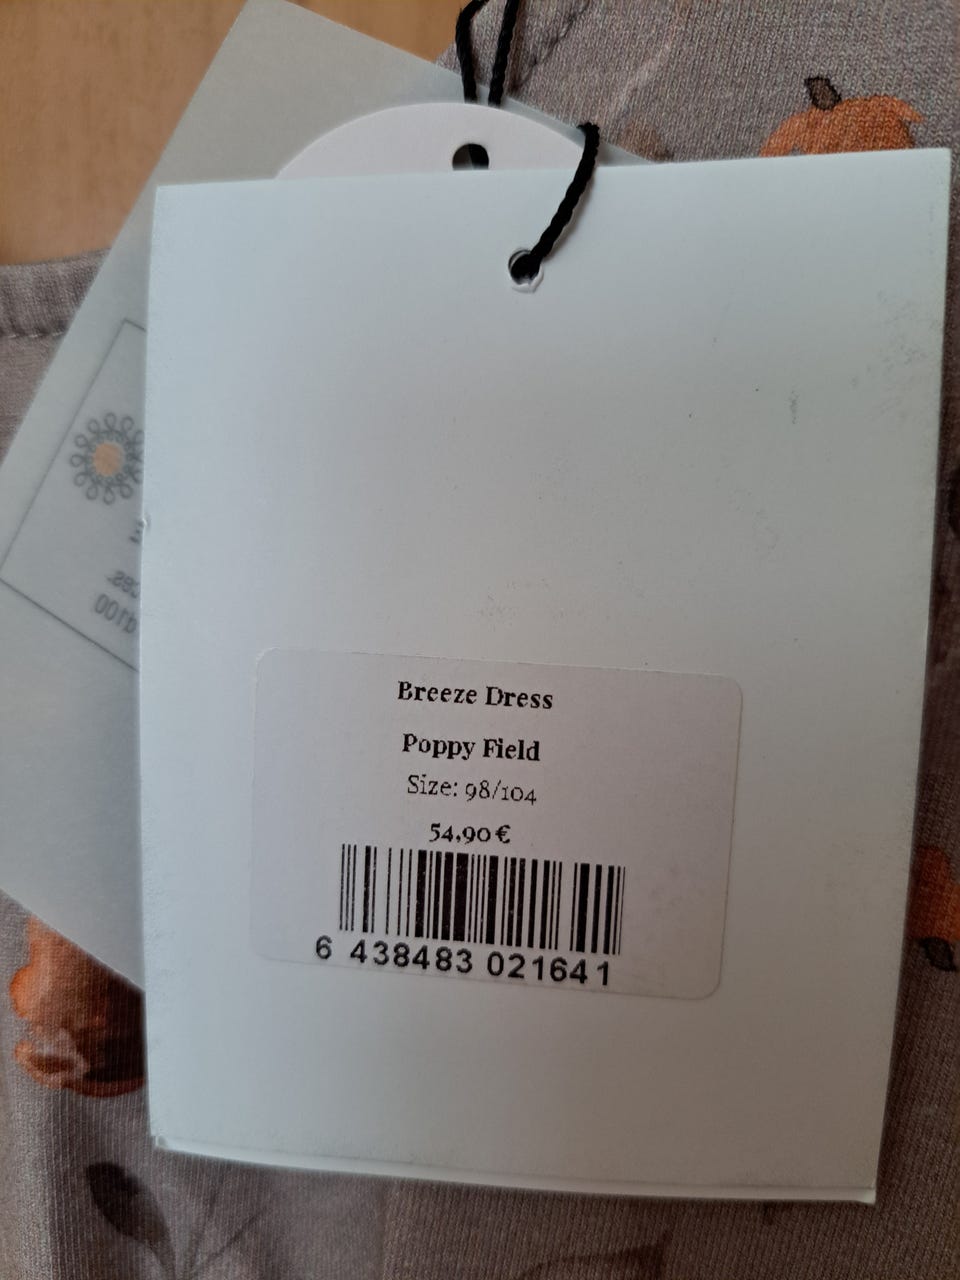 Breeze Dress
Poppy Field
Size: 98/104
54,90€
6 438483 021641